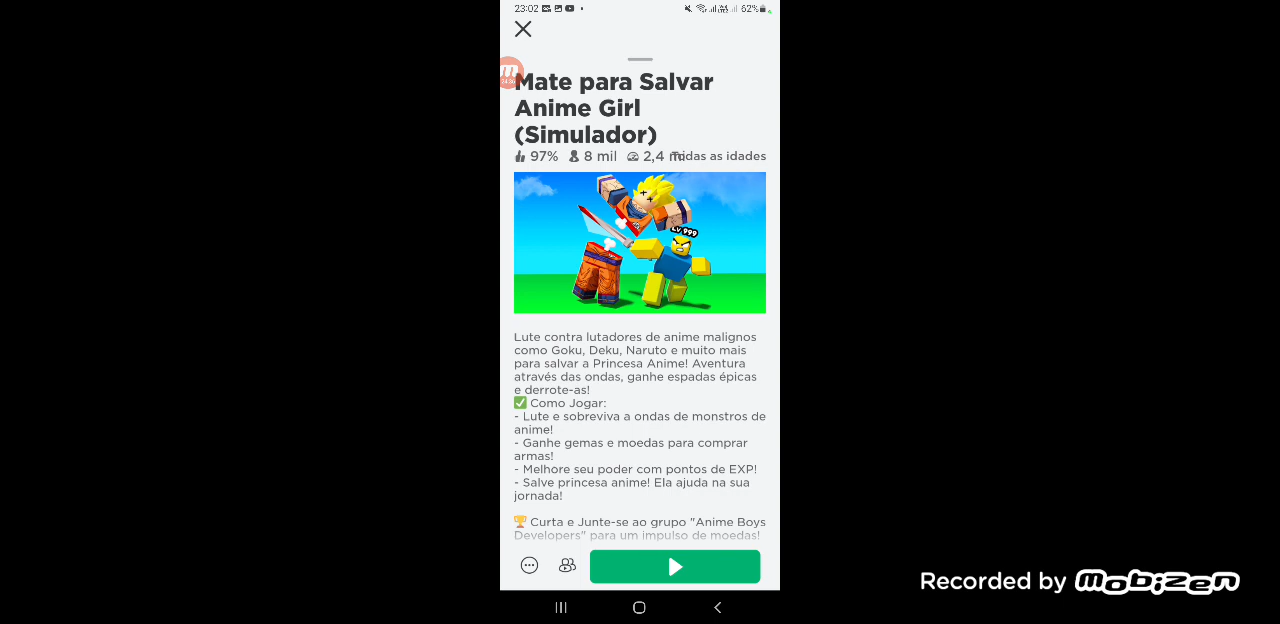 23:02
62%
24:36
Mate para Salvar
Anime Girl
(Simulador)
97% 8 mil 2,4 m Todas as idades
LV 999
Lute contra lutadores de anime malignos
como Goku, Deku, Naruto e muito mais
para salvar a Princesa Anime! Aventura
através das ondas, ganhe espadas épicas
e derrote-as!
✅ Como Jogar:
- Lute e sobreviva a ondas de monstros de
anime!
- Ganhe gemas e moedas para comprar
armas!
- Melhore seu poder com pontos de EXP!
- Salve princesa anime! Ela ajuda na sua
jornada!
🏆 Curta e Junte-se ao grupo "Anime Boys
Developers" para um impulso de moedas!
Recorded by mobizen